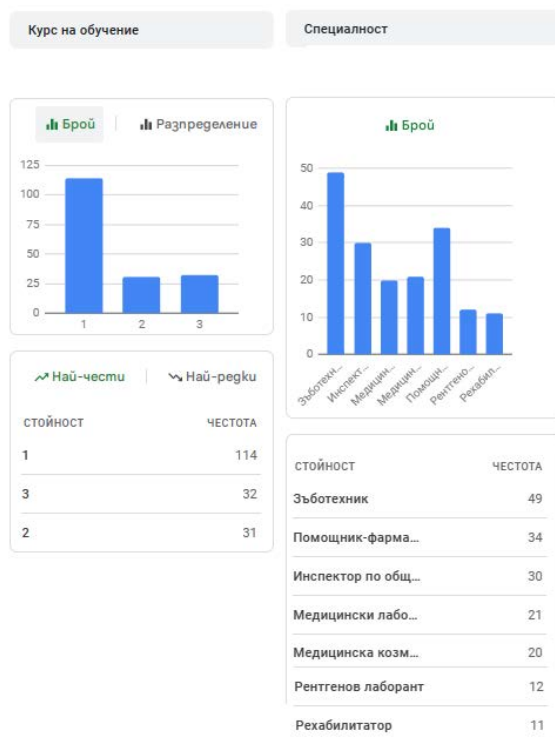 Курс на обучение
Брой
Разпределение
125
100
75
50
25
0
1
2
3
Най-чести
Най-редки
СТОЙНОСТ ЧЕСТОТА
1 114
3 32
2 31
Специалност
Брой
50
40
30
20
10
0
Зъботехн...
Инспект...
Медицин...
Медицин...
Помощн...
Рентгено...
Рехабил...
СТОЙНОСТ ЧЕСТОТА
Зъботехник 49
Помощник-фарма... 34
Инспектор по общ... 30
Медицински лабо... 21
Медицинска козм... 20
Рентгенов лаборант 12
Рехабилитатор 11